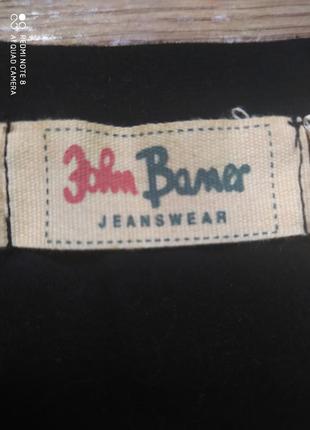 REDMI NOTE 8
AI QUAD CAMERA
John Baner
JEANSWEAR